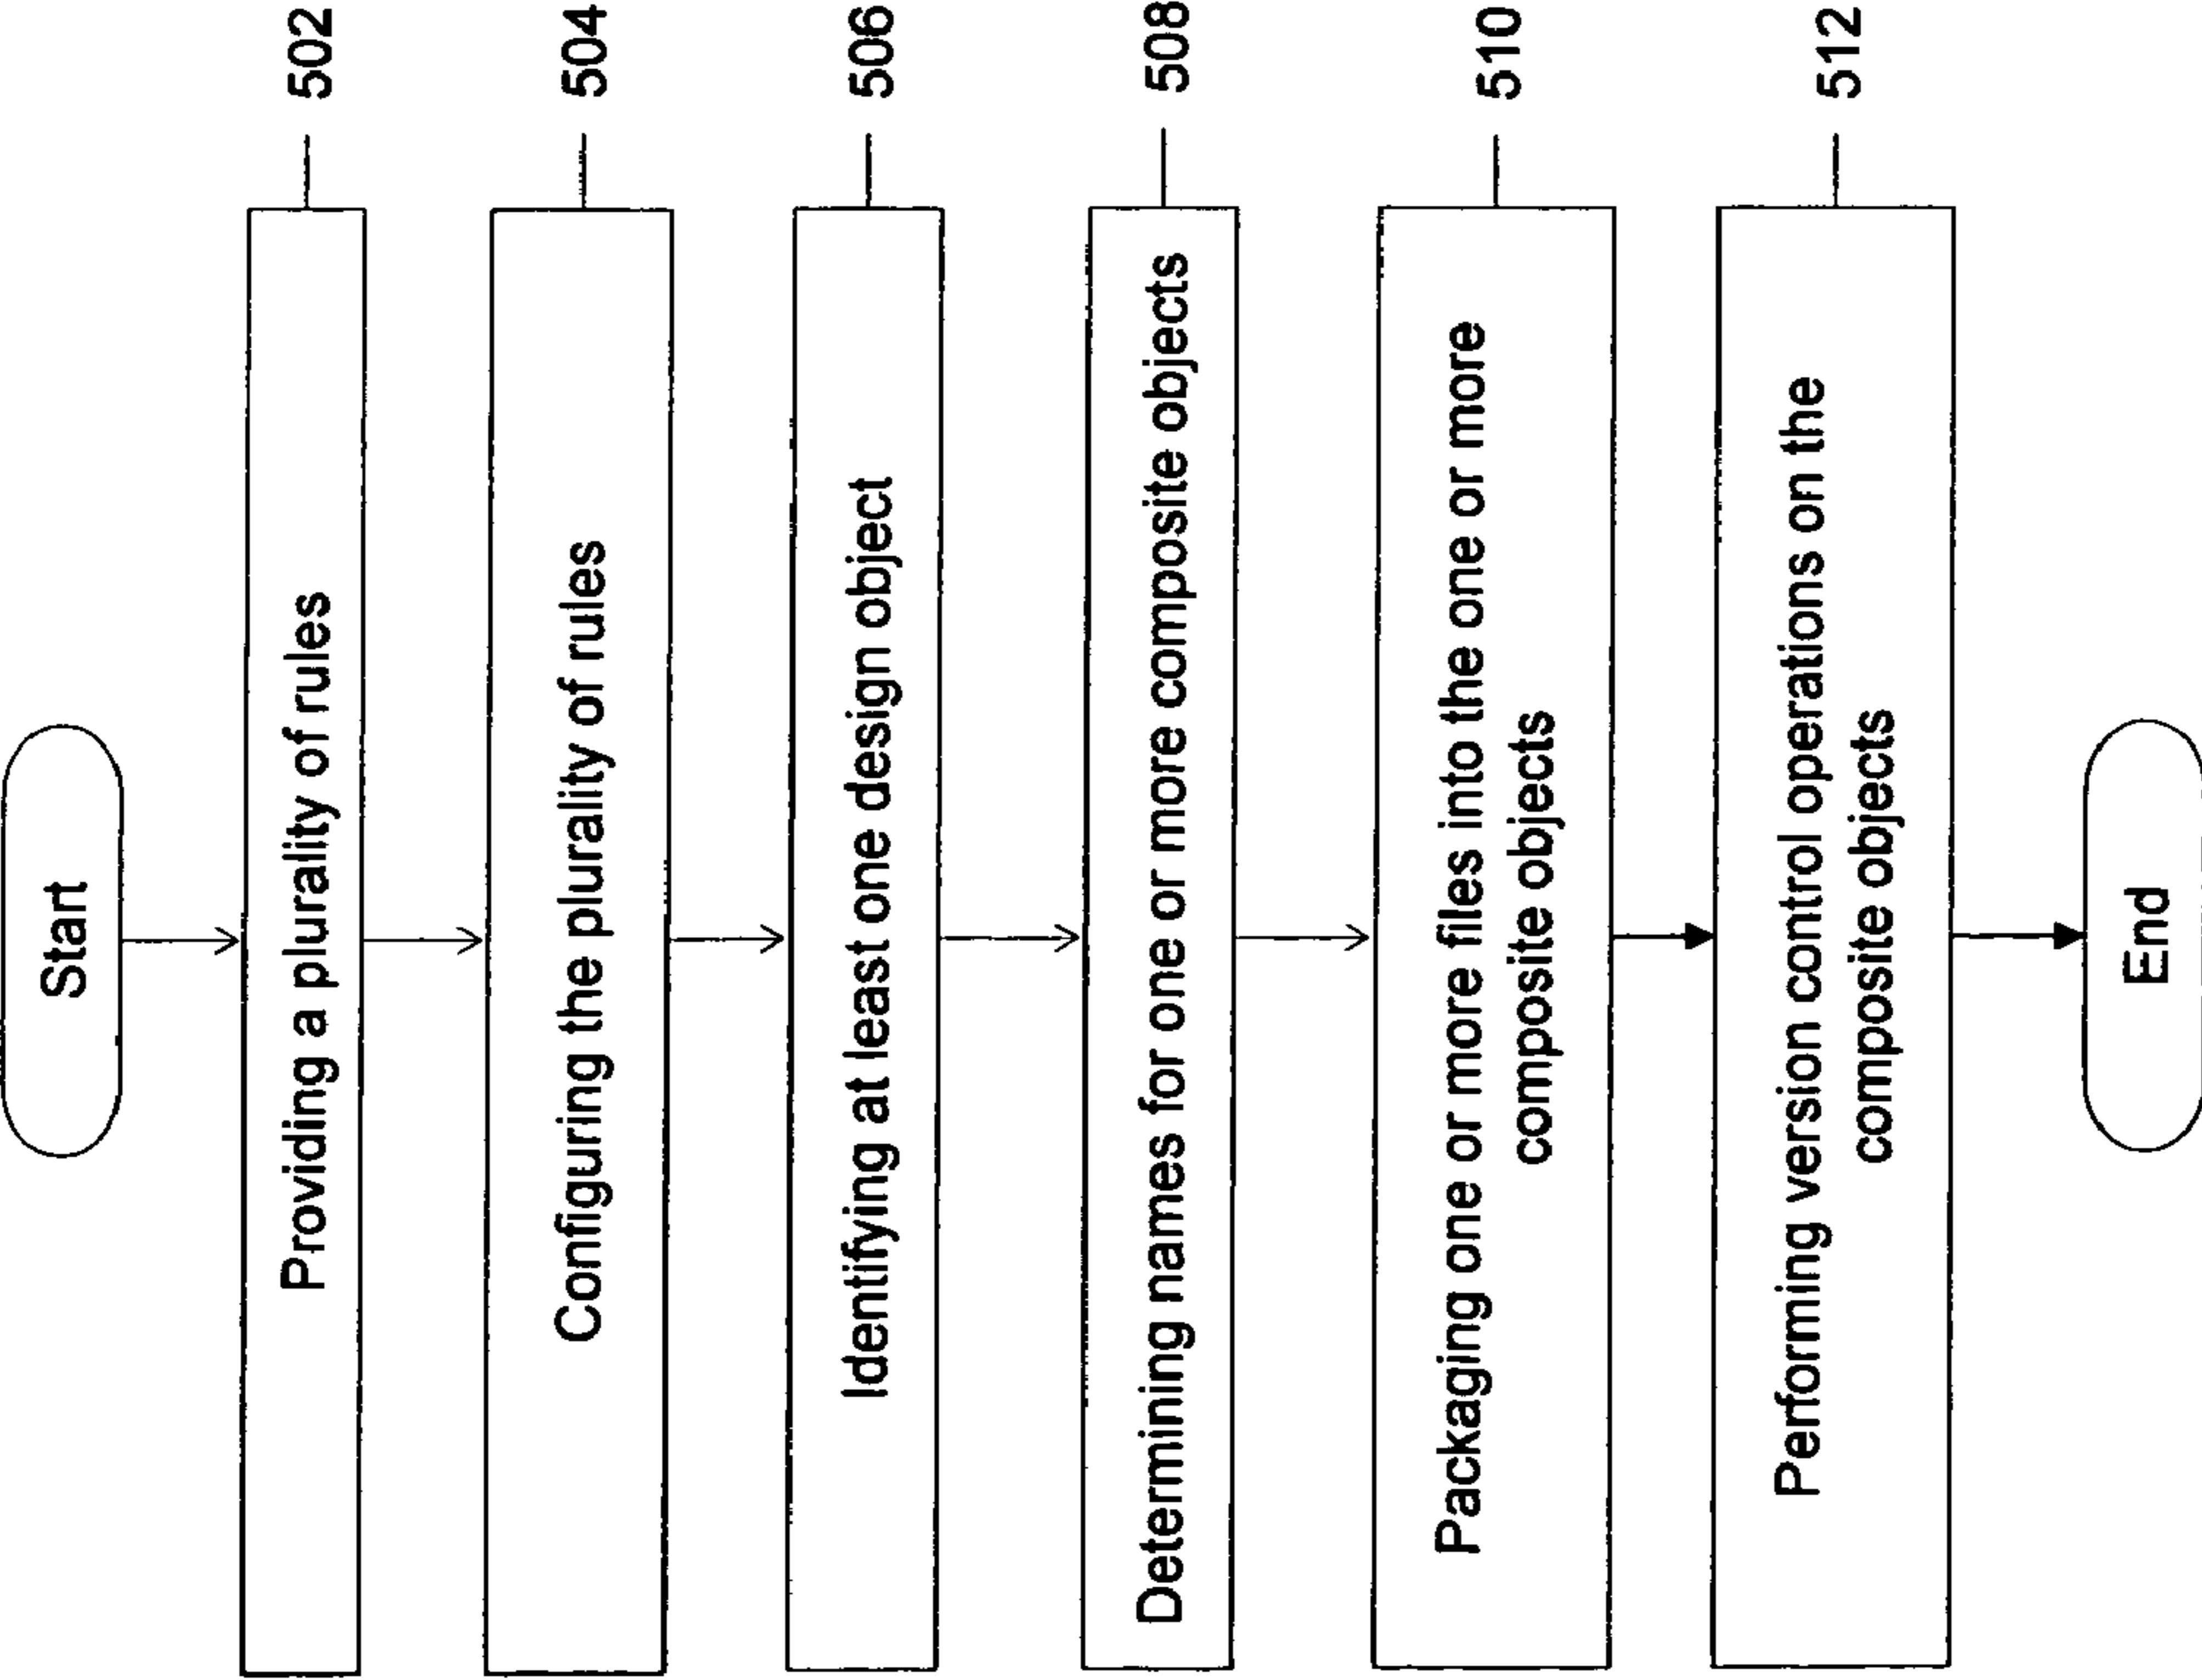 Start
Providing a plurality of rules
502
Configuring the plurality of rules
504
Identifying at least one design object
506
Determining names for one or more composite objects
508
Packaging one or more files into the one or more
composite objects
510
Performing version control operations on the
composite objects
512
End